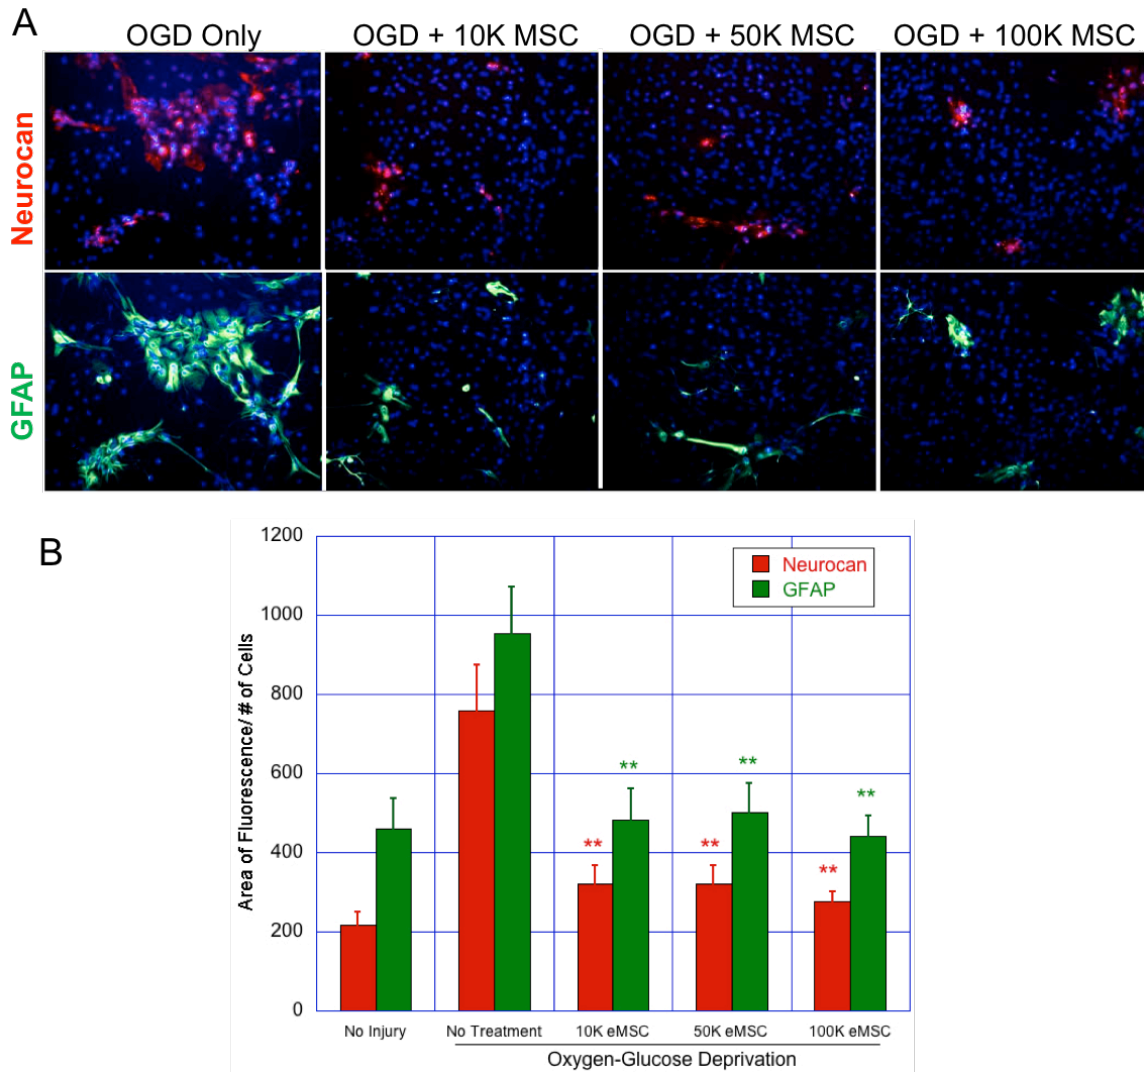 A
OGD Only
OGD + 10K MSC
OGD + 50K MSC
OGD + 100K MSC
Neurocan
GFAP
B
1200
1000
800
600
400
200
0
Area of Fluorescence/ # of Cells
Neurocan
GFAP
**
**
**
**
**
**
No Injury
No Treatment
10K eMSC
50K eMSC
100K eMSC
Oxygen-Glucose Deprivation